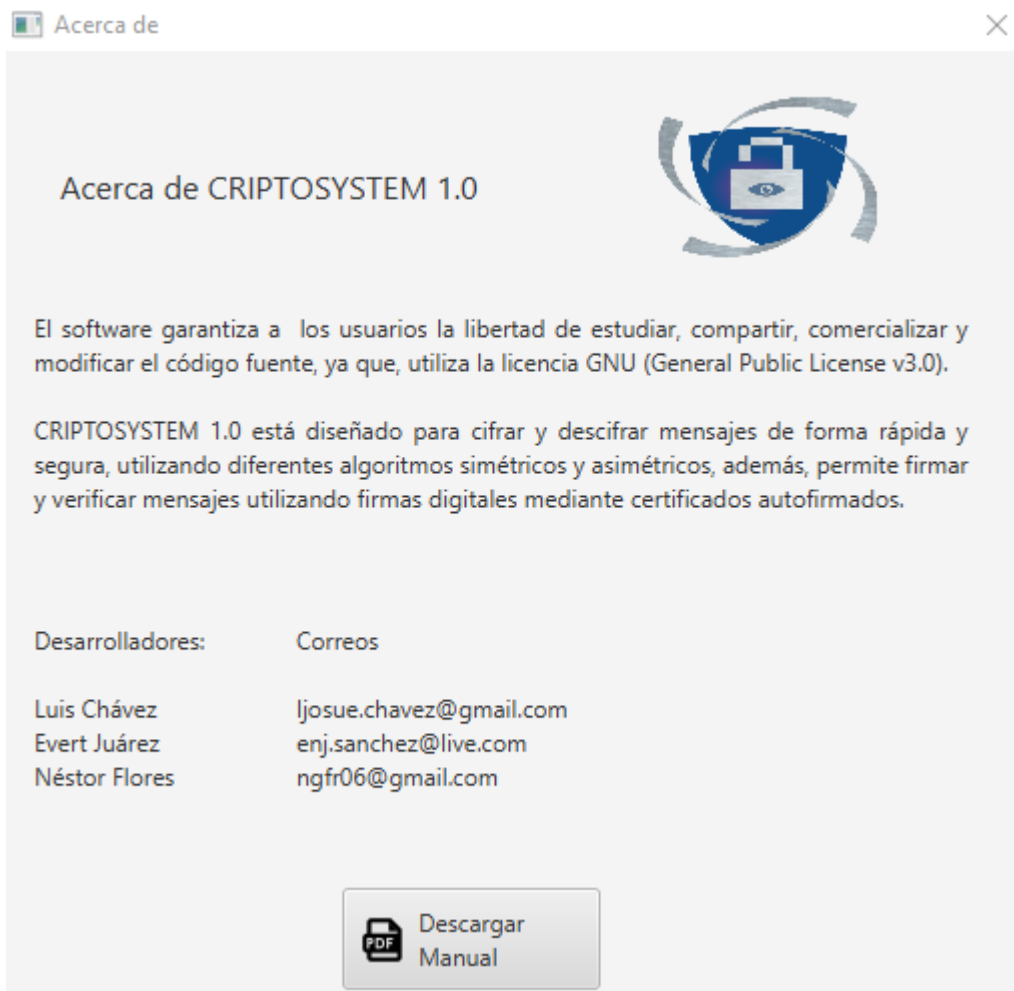 Acerca de
Acerca de CRIPTOSYSTEM 1.0
El software garantiza a  los usuarios la libertad de estudiar, compartir, comercializar y
modificar el código fuente, ya que, utiliza la licencia GNU (General Public License v3.0).
CRIPTOSYSTEM 1.0 está diseñado para cifrar y descifrar mensajes de forma rápida y
segura, utilizando diferentes algoritmos simétricos y asimétricos, además, permite firmar
y verificar mensajes utilizando firmas digitales mediante certificados autofirmados.
Desarrolladores: Correos
Luis Chávez ljosue.chavez@gmail.com
Evert Juárez enj.sanchez@live.com
Néstor Flores ngfr06@gmail.com
PDF
Descargar
Manual